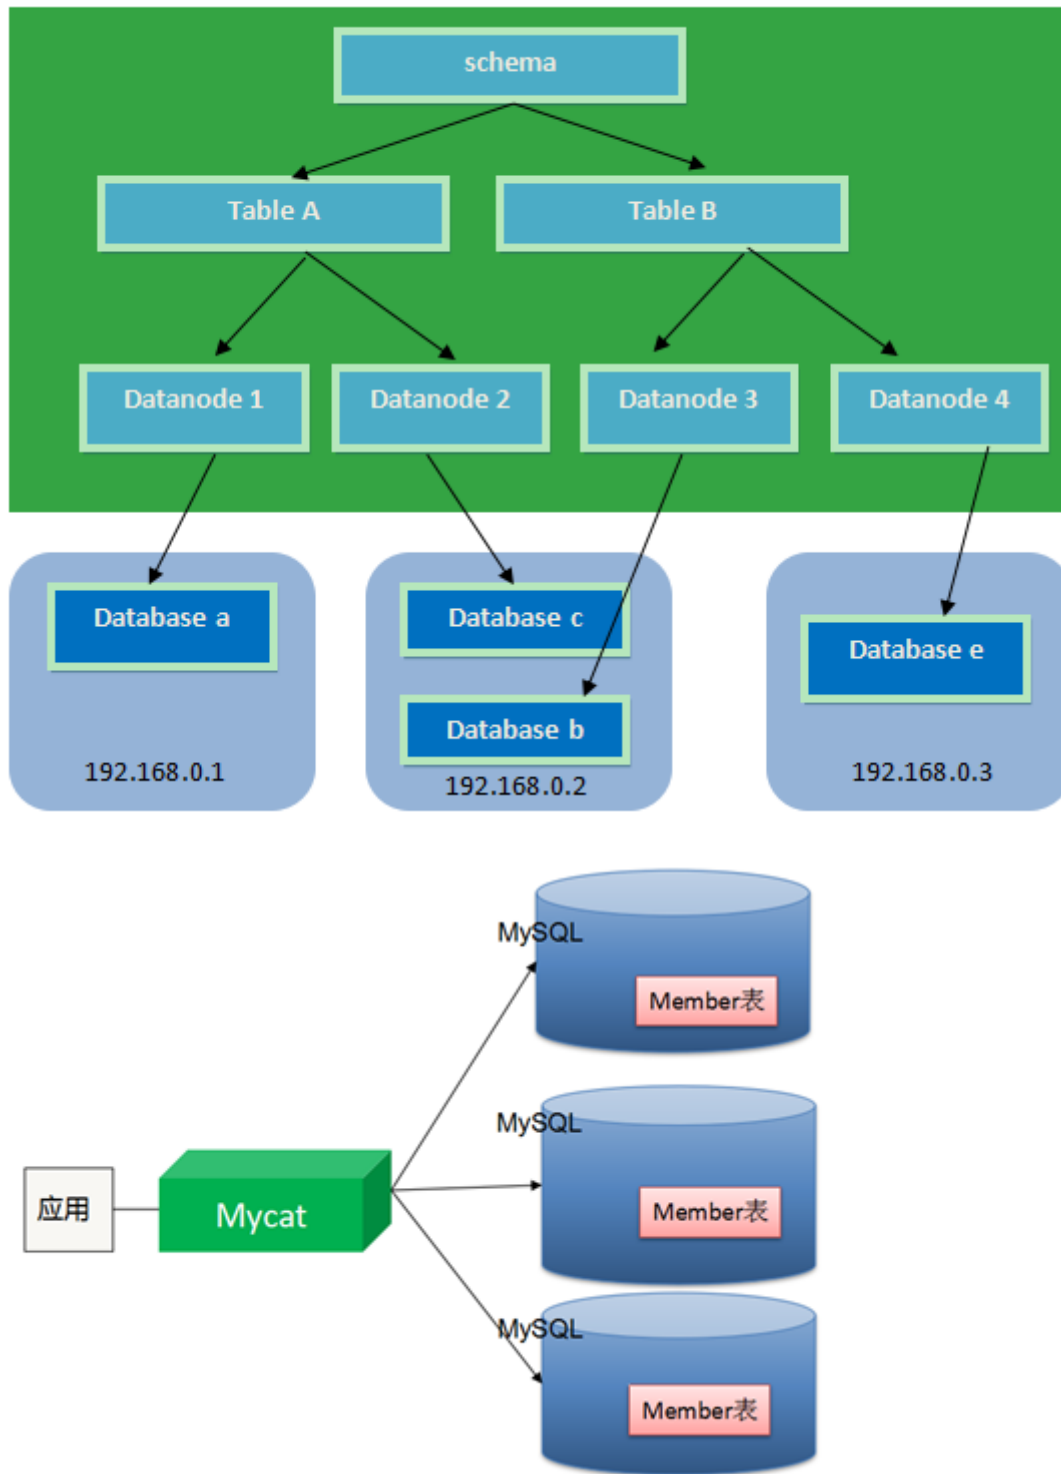 schema
Table A
Table B
Datanode 1
Datanode 2
Datanode 3
Datanode 4
Database a
Database c
Database b
Database e
192.168.0.1
192.168.0.2
192.168.0.3
MySQL
Member表
MySQL
应用
Mycat
Member表
MySQL
Member表